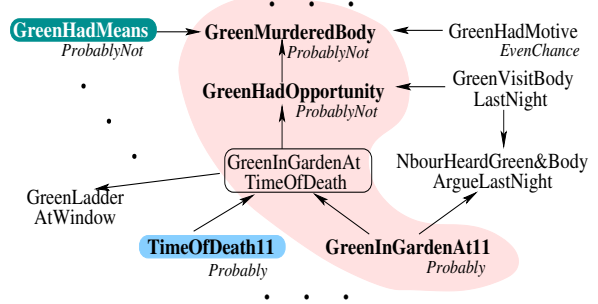 GreenHadMeans
ProbablyNot
GreenMurderedBody
ProbablyNot
GreenHadMotive
EvenChance
GreenHadOpportunity
ProbablyNot
GreenVisitBody
LastNight
GreenInGardenAt
TimeOfDeath
NbourHeardGreen&Body
ArgueLastNight
GreenLadder
AtWindow
TimeOfDeath11
Probably
GreenInGardenAt11
Probably